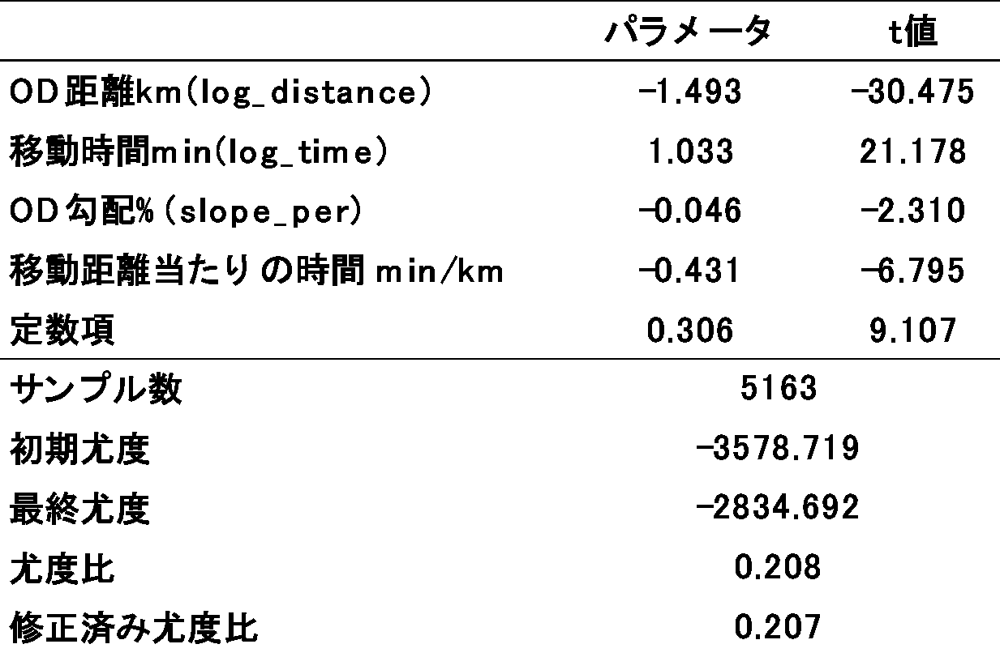 パラメータ t値
OD距離km(log_distance) -1.493 -30.475
移動時間min(log_time) 1.033 21.178
OD勾配%(slope_per) -0.046 -2.310
移動距離当たりの時間 min/km -0.431 -6.795
定数項 0.306 9.107
サンプル数 5163
初期尤度 -3578.719
最終尤度 -2834.692
尤度比 0.208
修正済み尤度比 0.207